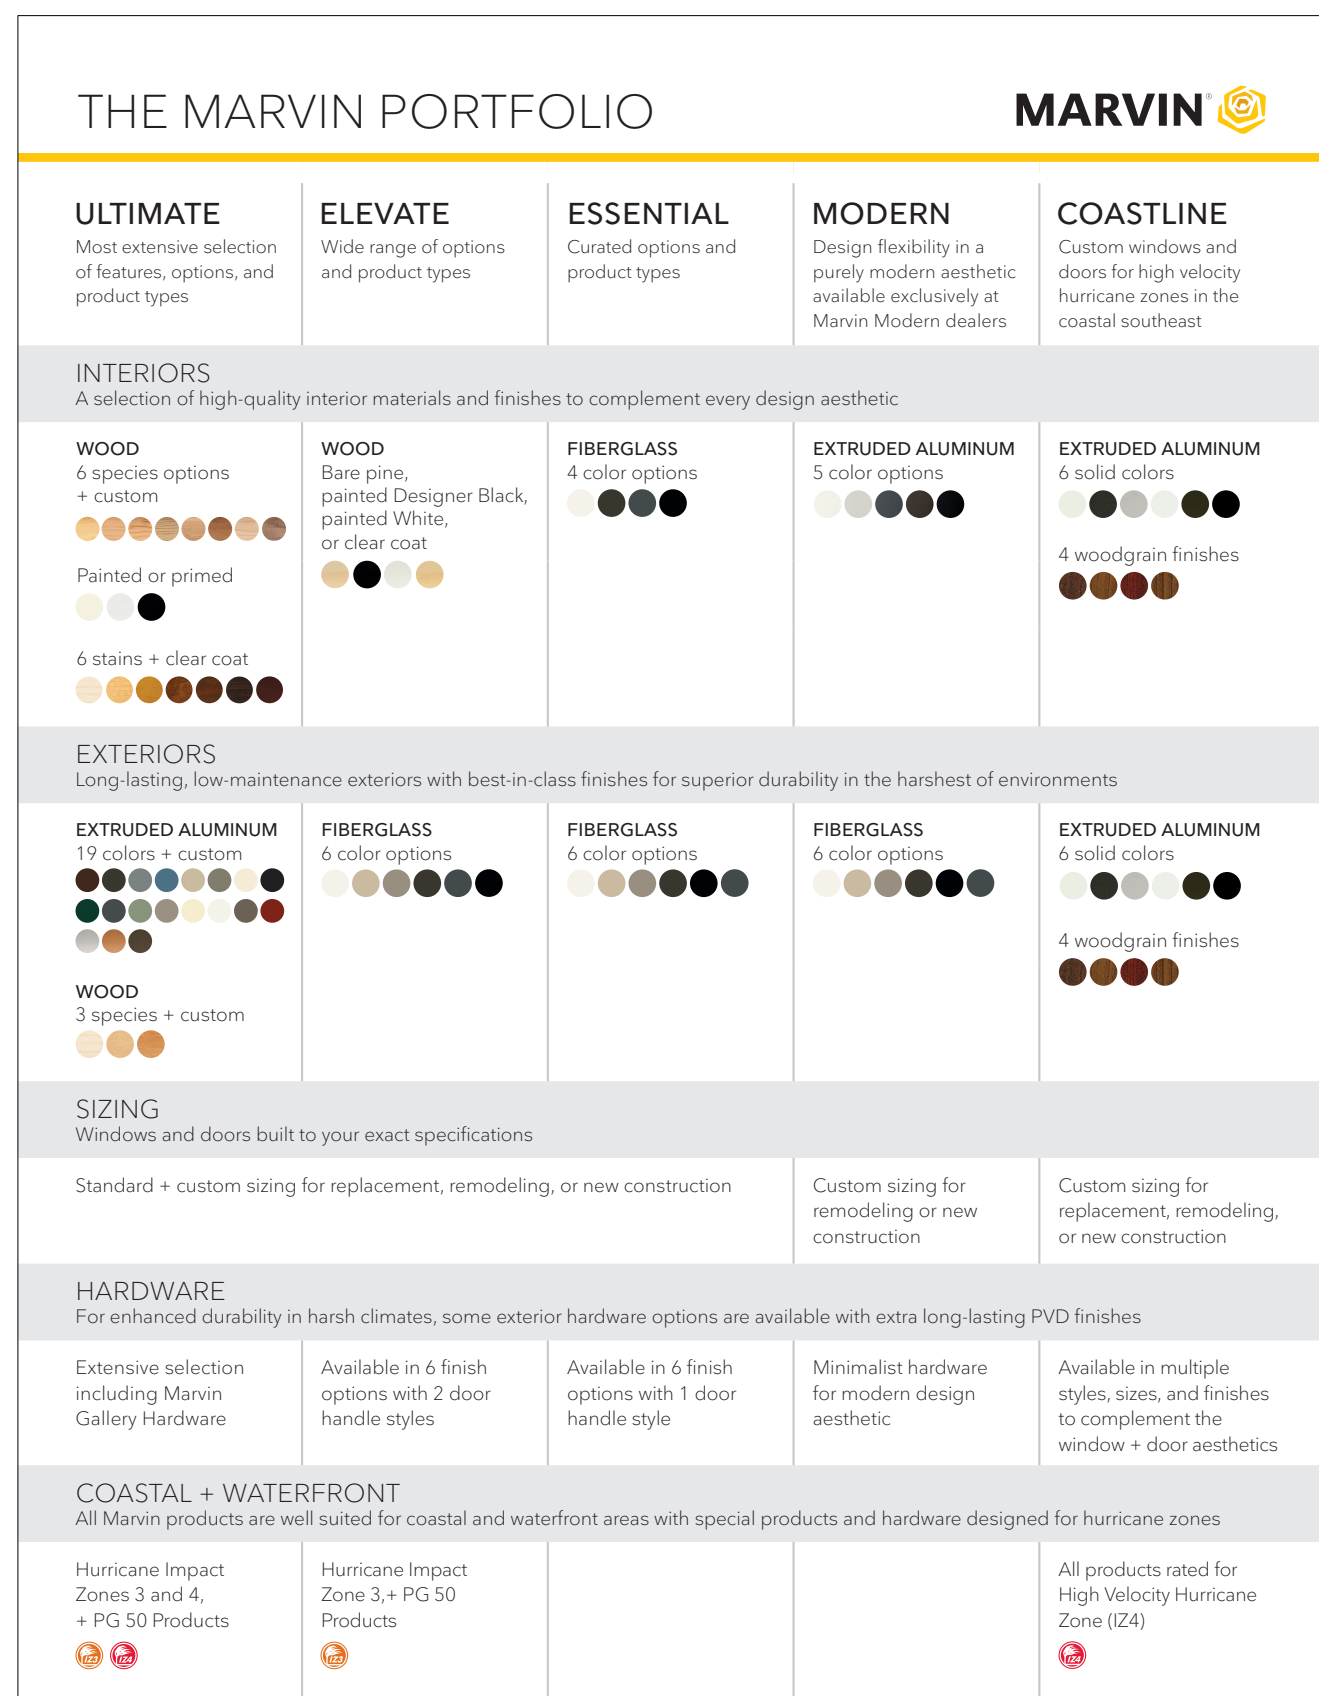 THE MARVIN PORTFOLIO
MARVIN®
ULTIMATE
Most extensive selection
of features, options, and
product types
ELEVATE
Wide range of options
and product types
ESSENTIAL
Curated options and
product types
MODERN
Design flexibility in a
purely modern aesthetic
available exclusively at
Marvin Modern dealers
COASTLINE
Custom windows and
doors for high velocity
hurricane zones in the
coastal southeast
INTERIORS
A selection of high-quality interior materials and finishes to complement every design aesthetic
WOOD
6 species options
+ custom
Painted or primed
6 stains + clear coat
WOOD
Bare pine,
painted Designer Black,
painted White,
or clear coat
FIBERGLASS
4 color options
EXTRUDED ALUMINUM
5 color options
EXTRUDED ALUMINUM
6 solid colors
4 woodgrain finishes
EXTERIORS
Long-lasting, low-maintenance exteriors with best-in-class finishes for superior durability in the harshest of environments
EXTRUDED ALUMINUM
19 colors + custom
WOOD
3 species + custom
FIBERGLASS
6 color options
FIBERGLASS
6 color options
FIBERGLASS
6 color options
EXTRUDED ALUMINUM
6 solid colors
4 woodgrain finishes
SIZING
Windows and doors built to your exact specifications
Standard + custom sizing for replacement, remodeling, or new construction
Custom sizing for
remodeling or new
construction
Custom sizing for
replacement, remodeling,
or new construction
HARDWARE
For enhanced durability in harsh climates, some exterior hardware options are available with extra long-lasting PVD finishes
Extensive selection
including Marvin
Gallery Hardware
Available in 6 finish
options with 2 door
handle styles
Available in 6 finish
options with 1 door
handle style
Minimalist hardware
for modern design
aesthetic
Available in multiple
styles, sizes, and finishes
to complement the
window + door aesthetics
COASTAL + WATERFRONT
All Marvin products are well suited for coastal and waterfront areas with special products and hardware designed for hurricane zones
Hurricane Impact
Zones 3 and 4,
+ PG 50 Products
IZ3 IZ4
Hurricane Impact
Zone 3,+ PG 50
Products
IZ3
All products rated for
High Velocity Hurricane
Zone (IZ4)
IZ4